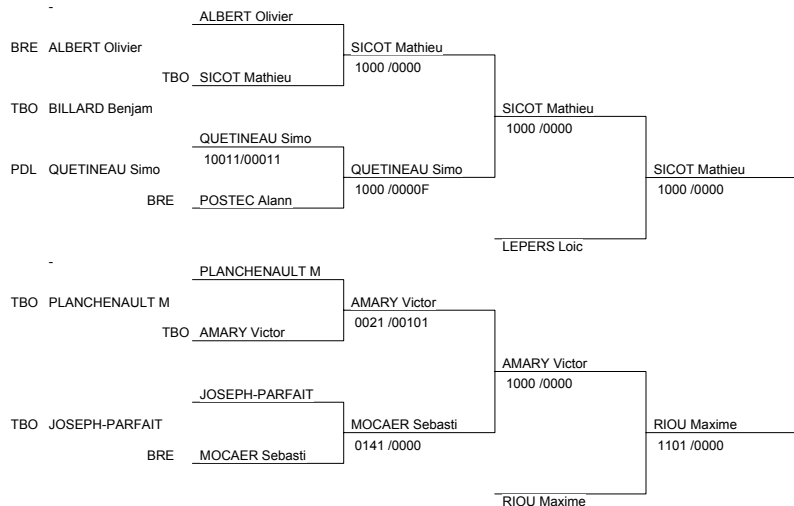 -
ALBERT Olivier
BRE ALBERT Olivier SICOT Mathieu
1000 /0000
TBO SICOT Mathieu
TBO BILLARD Benjam SICOT Mathieu
1000 /0000
QUETINEAU Simo
10011/00011
PDL QUETINEAU Simo QUETINEAU Simo SICOT Mathieu
1000 /0000F 1000 /0000
BRE POSTEC Alann
LEPERS Loic
-
PLANCHENAULT M
TBO PLANCHENAULT M AMARY Victor
0021 /00101
TBO AMARY Victor
AMARY Victor
1000 /0000
JOSEPH-PARFAIT
TBO JOSEPH-PARFAIT MOCAER Sebasti RIOU Maxime
0141 /0000 1101 /0000
BRE MOCAER Sebasti
RIOU Maxime